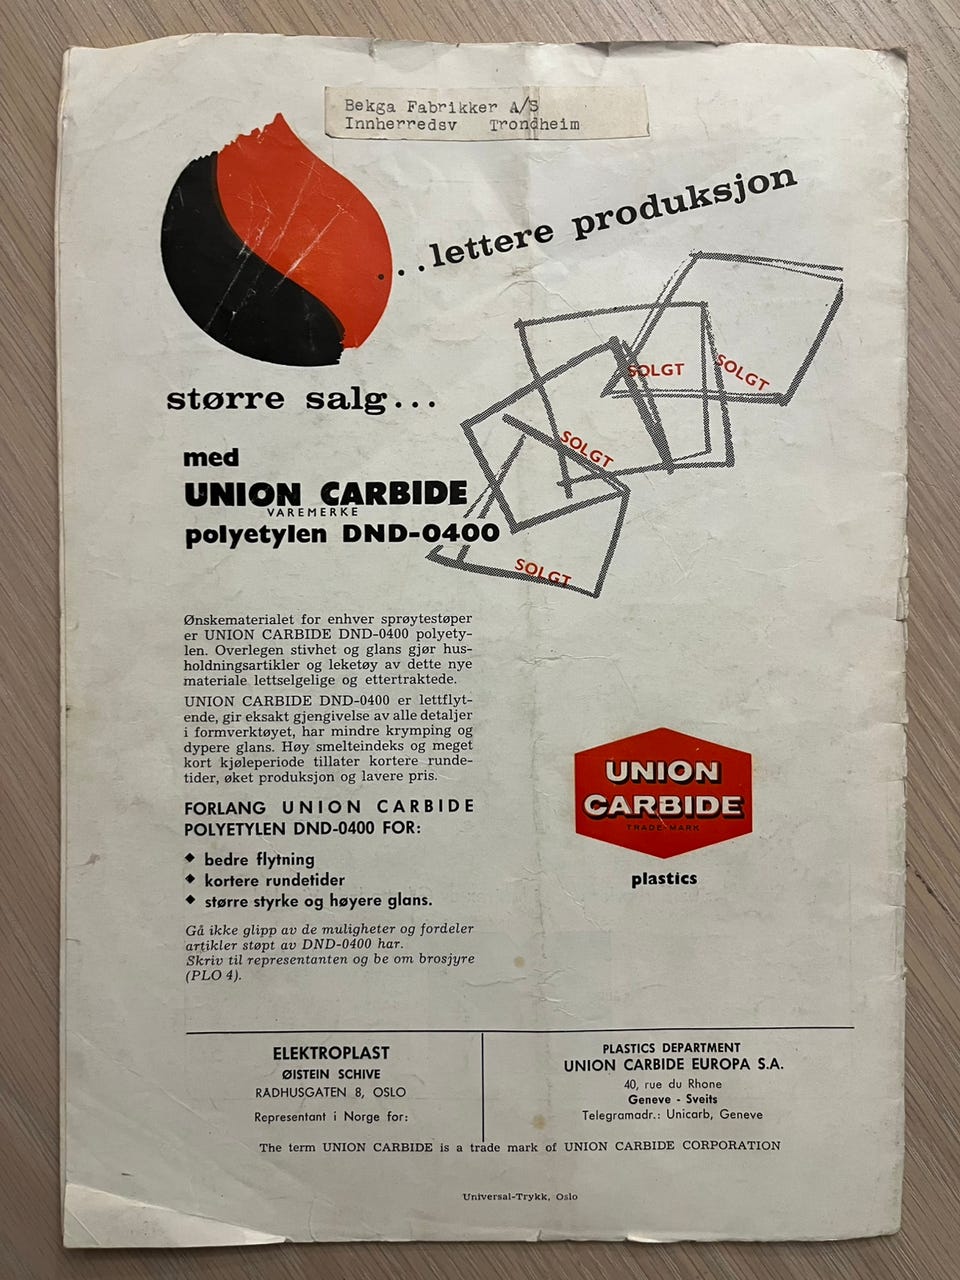 Bekga Fabrikker A/S
Innherredsv Trondheim
...lettere produksjon
SOLGT
SOLGT
SOLGT
SOLGT
større salg...
med
UNION CARBIDE
VAREMERKE
polyetylen DND-0400
Ønskematerialet for enhver sprøytestøper
er UNION CARBIDE DND-0400 polyety-
len. Overlegen stivhet og glans gjør hus-
holdningsartikler og leketøy av dette nye
materiale lettselgelige og ettertraktede.
UNION CARBIDE DND-0400 er lettflyt-
ende, gir eksakt gjengivelse av alle detaljer
i formverktøyet, har mindre krymping og
dypere glans. Høy smelteindeks og meget
kort kjøleperiode tillater kortere runde-
tider, øket produksjon og lavere pris.
FORLANG UNION CARBIDE
POLYETYLEN DND-0400 FOR:
◆ bedre flytning
◆ kortere rundetider
◆ større styrke og høyere glans.
Gå ikke glipp av de muligheter og fordeler
artikler støpt av DND-0400 har.
Skriv til representanten og be om brosjyre
(PLO 4).
UNION
CARBIDE
TRADE-MARK
plastics
ELEKTROPLAST
ØISTEIN SCHIVE
RÅDHUSGATEN 8, OSLO
Representant i Norge for:
PLASTICS DEPARTMENT
UNION CARBIDE EUROPA S.A.
40, rue du Rhone
Geneve - Sveits
Telegramadr.: Unicarb, Geneve
The term UNION CARBIDE is a trade mark of UNION CARBIDE CORPORATION
Universal-Trykk, Oslo